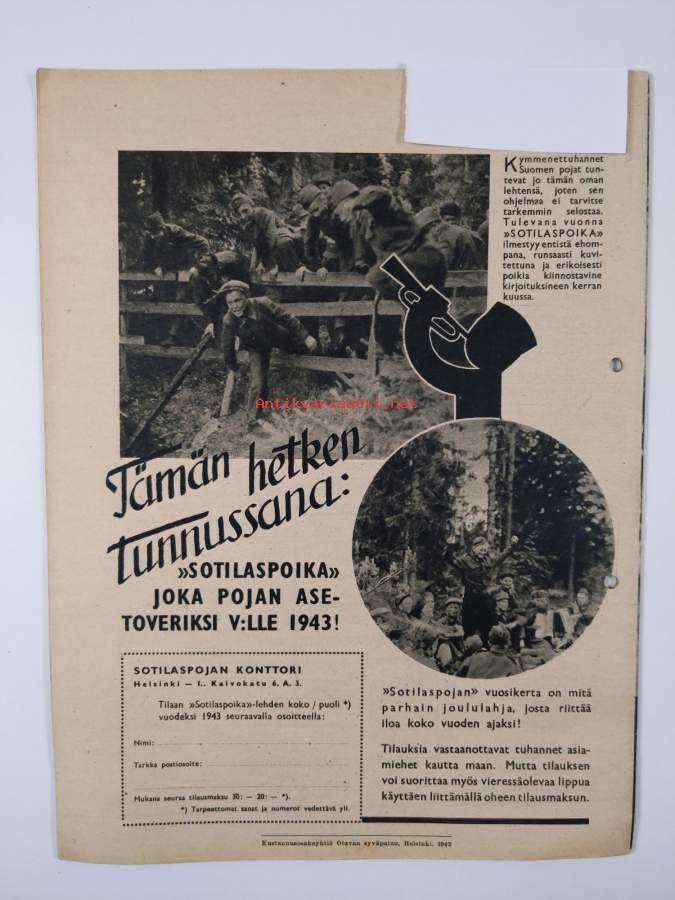 Kymmenettuhannet
Suomen pojat tun-
tevat jo tämän oman
lehtensä, joten sen
ohjelmaa ei tarvitse
tarkemmin selostaa.
Tulevana vuonna
»SOTILASPOIKA»
ilmestyy entistä ehom-
pana, runsaasti kuvi-
tettuna ja erikoisesti
poikia kiinnostavine
kirjoituksineen kerran
kuussa.
Antikvariaatti.net
Tämän hetken
tunnussana:
»SOTILASPOIKA»
JOKA POJAN ASE-
TOVERIKSI V:LLE 1943!
SOTILASPOJAN KONTTORI
Helsinki — I.. Kaivokatu 6, A. 3.
Tilaan »Sotilaspoika»-lehden koko / puoli *)
vuodeksi 1943 seuraavalla osoitteella:
Nimi:
Tarkka postiosoite:
Mukana seuraa tilausmaksu 30: — 20: — *).
*) Tarpeettomat sanat ja numerot vedettävä yli.
»Sotilaspojan» vuosikerta on mitä
parhain joululahja, josta riittää
iloa koko vuoden ajaksi!
Tilauksia vastaanottavat tuhannet asia-
miehet kautta maan. Mutta tilauksen
voi suorittaa myös vieressäolevaa lippua
käyttäen liittämällä oheen tilausmaksun.
Kustannusosakeyhtiö Otavan syväpaino, Helsinki, 1942